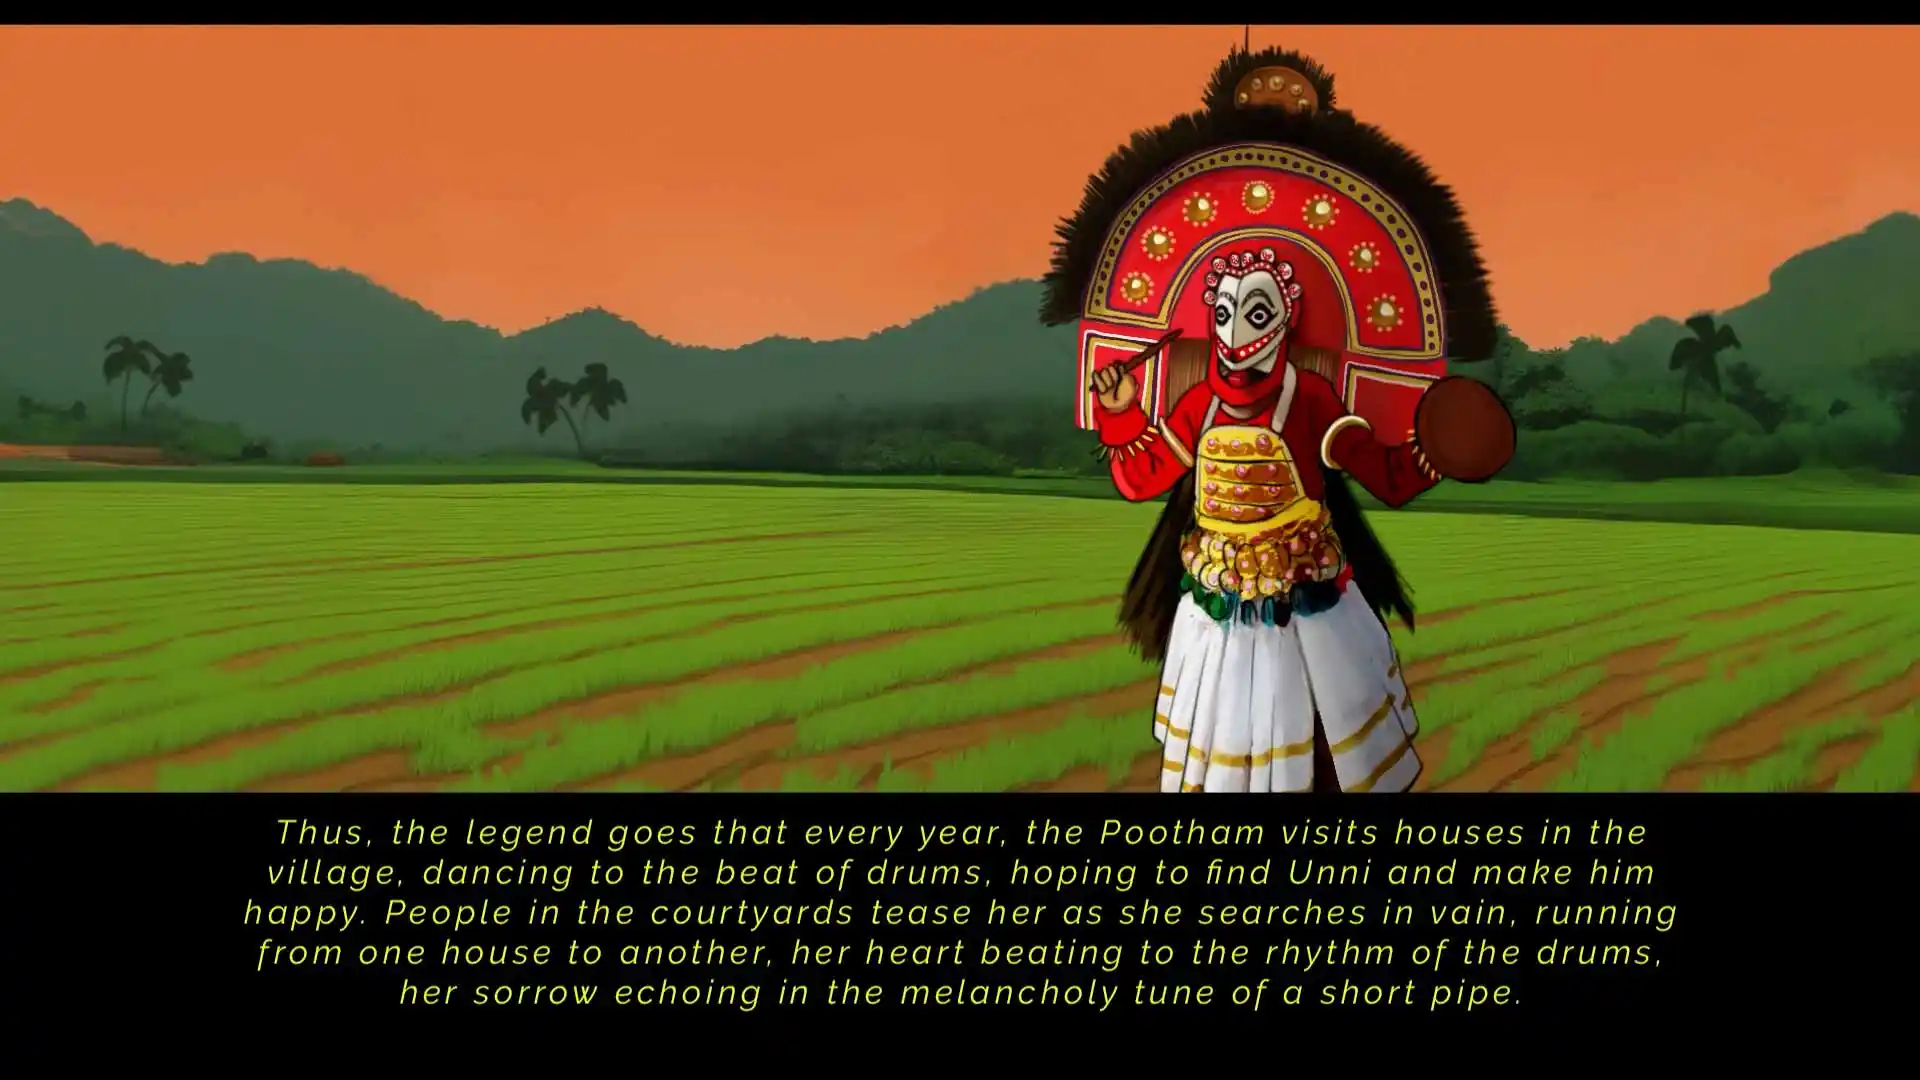 Thus, the legend goes that every year, the Pootham visits houses in the
village, dancing to the beat of drums, hoping to find Unni and make him
happy. People in the courtyards tease her as she searches in vain, running
from one house to another, her heart beating to the rhythm of the drums,
her sorrow echoing in the melancholy tune of a short pipe.